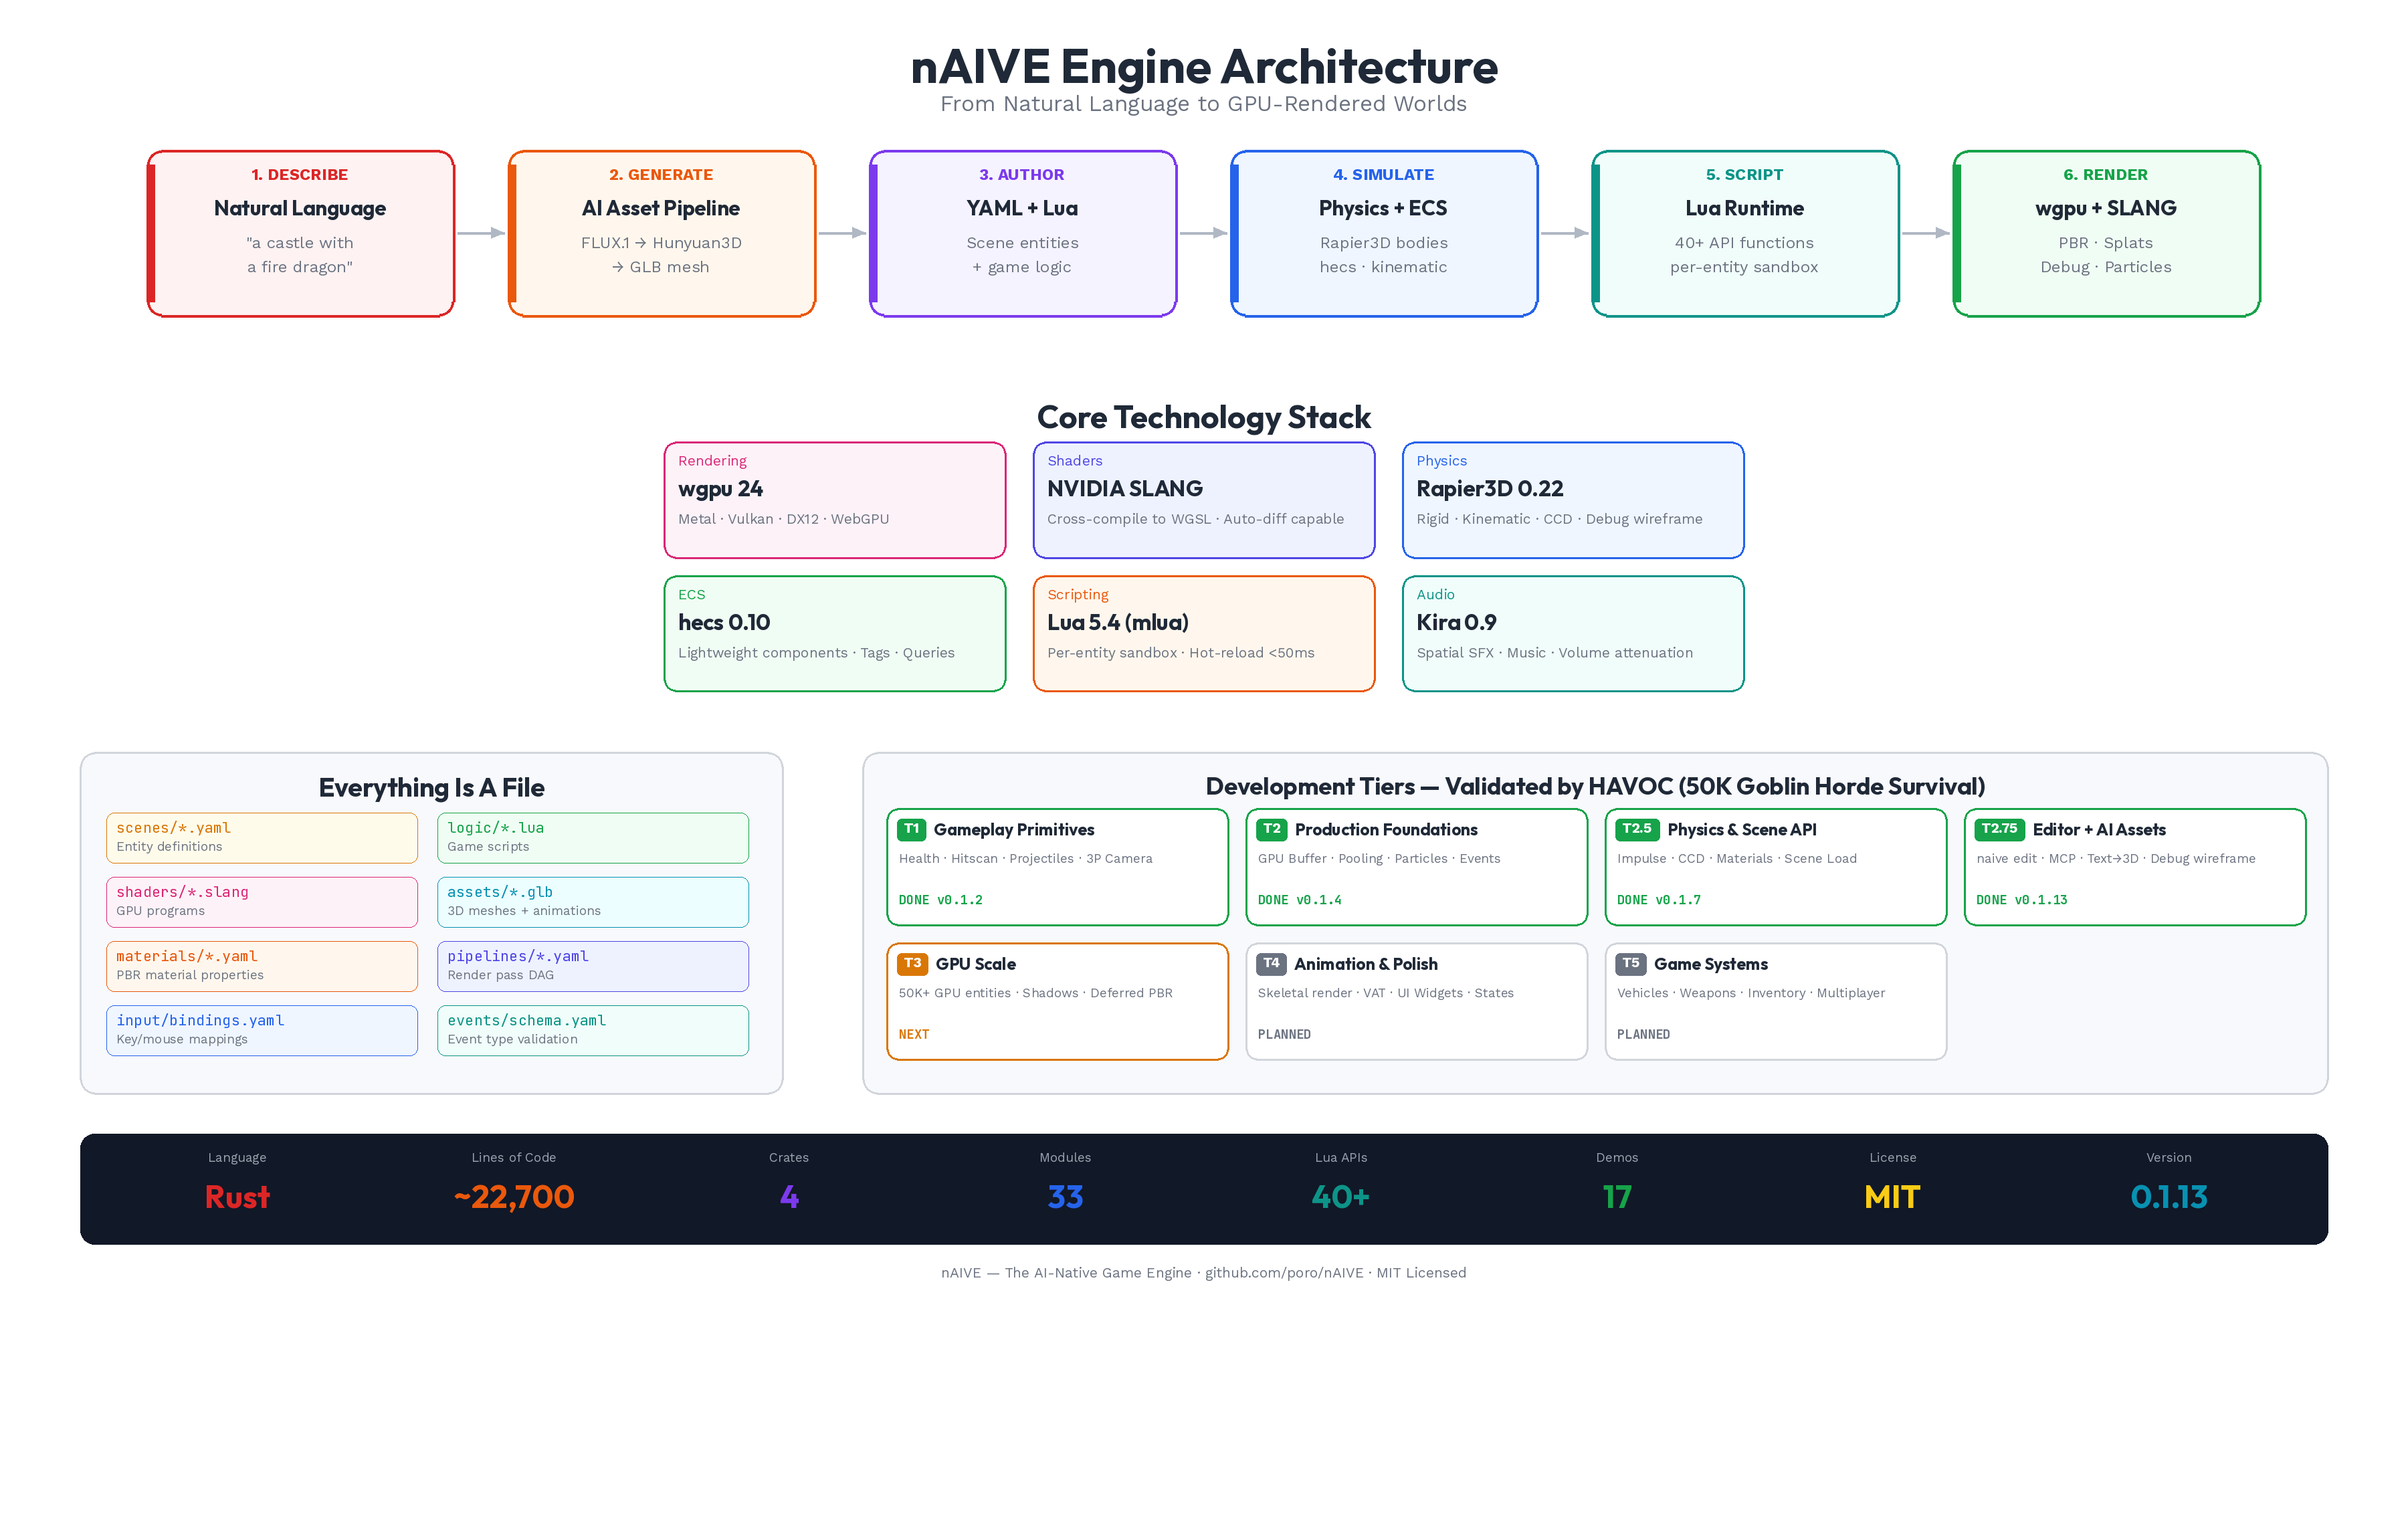 nAIVE Engine Architecture
From Natural Language to GPU-Rendered Worlds
1. DESCRIBE
Natural Language
"a castle with
a fire dragon"
2. GENERATE
AI Asset Pipeline
FLUX.1 → Hunyuan3D
→ GLB mesh
3. AUTHOR
YAML + Lua
Scene entities
+ game logic
4. SIMULATE
Physics + ECS
Rapier3D bodies
hecs · kinematic
5. SCRIPT
Lua Runtime
40+ API functions
per-entity sandbox
6. RENDER
wgpu + SLANG
PBR · Splats
Debug · Particles
Core Technology Stack
Rendering
wgpu 24
Metal · Vulkan · DX12 · WebGPU
Shaders
NVIDIA SLANG
Cross-compile to WGSL · Auto-diff capable
Physics
Rapier3D 0.22
Rigid · Kinematic · CCD · Debug wireframe
ECS
hecs 0.10
Lightweight components · Tags · Queries
Scripting
Lua 5.4 (mlua)
Per-entity sandbox · Hot-reload <50ms
Audio
Kira 0.9
Spatial SFX · Music · Volume attenuation
Everything Is A File
scenes/*.yaml
Entity definitions
logic/*.lua
Game scripts
shaders/*.slang
GPU programs
assets/*.glb
3D meshes + animations
materials/*.yaml
PBR material properties
pipelines/*.yaml
Render pass DAG
input/bindings.yaml
Key/mouse mappings
events/schema.yaml
Event type validation
Development Tiers — Validated by HAVOC (50K Goblin Horde Survival)
T1 Gameplay Primitives
Health · Hitscan · Projectiles · 3P Camera
DONE v0.1.2
T2 Production Foundations
GPU Buffer · Pooling · Particles · Events
DONE v0.1.4
T2.5 Physics & Scene API
Impulse · CCD · Materials · Scene Load
DONE v0.1.7
T2.75 Editor + AI Assets
naive edit · MCP · Text→3D · Debug wireframe
DONE v0.1.13
T3 GPU Scale
50K+ GPU entities · Shadows · Deferred PBR
NEXT
T4 Animation & Polish
Skeletal render · VAT · UI Widgets · States
PLANNED
T5 Game Systems
Vehicles · Weapons · Inventory · Multiplayer
PLANNED
Language
Rust
Lines of Code
~22,700
Crates
4
Modules
33
Lua APIs
40+
Demos
17
License
MIT
Version
0.1.13
nAIVE — The AI-Native Game Engine · github.com/poro/nAIVE · MIT Licensed